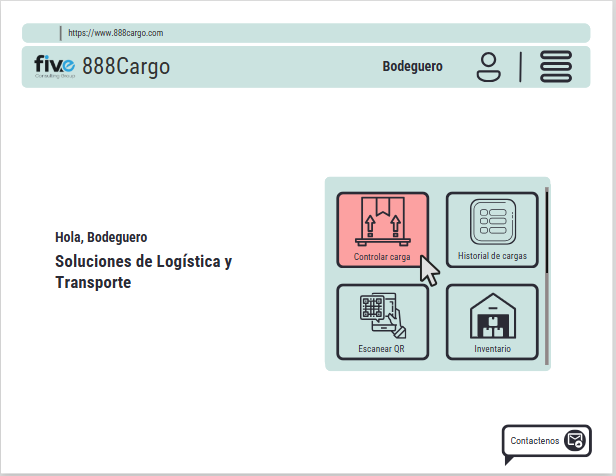 https://www.888cargo.com
five
Consulting Group
888Cargo
Bodeguero
Hola, Bodeguero
Soluciones de Logística y
Transporte
Controlar carga
Historial de cargas
Escanear QR
Inventario
Contactenos